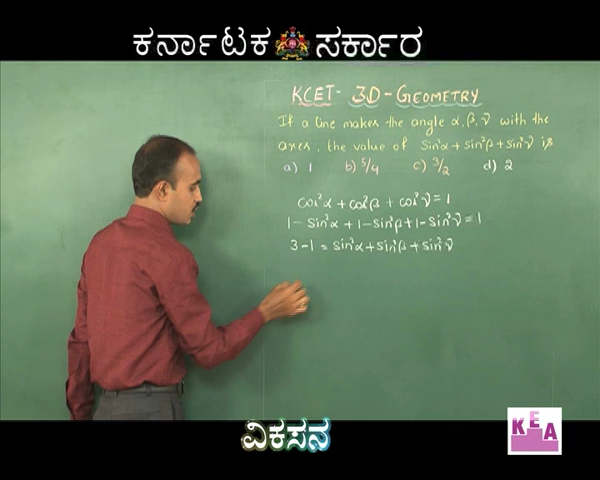 ಕರ್ನಾಟಕ ಸರ್ಕಾರ
KCET- 3D-GEOMETRY
If a line makes the angle α, β, γ with the
axes, the value of Sin²α + sin²β + sin²γ is
a) 1 b) 5/4 c) 3/2 d) 2
Cos²α + cos²β + cos²γ = 1
1 - Sin²α + 1 - Sin²β + 1 - Sin²γ = 1
3 - 1 = Sin²α + Sin²β + Sin²γ
ವಿಕಸನ
KEA